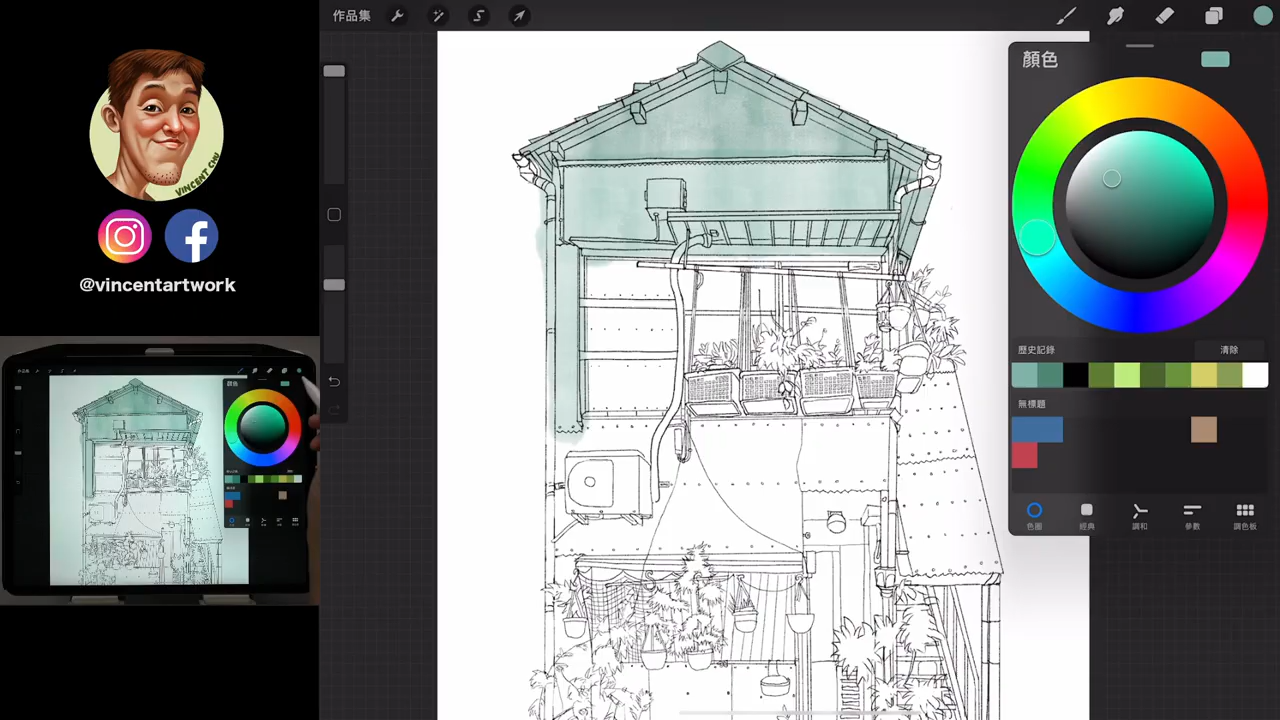 作品集
顏色
VINCENT CHU
@vincentartwork
歷史記錄
清除
無標題
色圈
經典
調和
參數
調色板